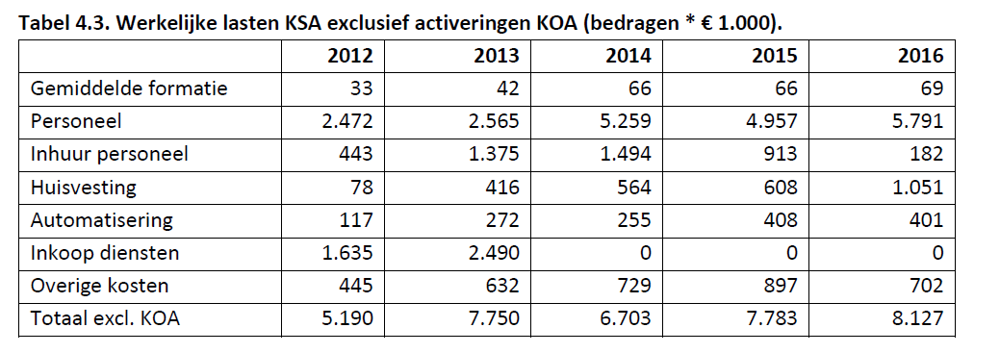 Tabel 4.3. Werkelijke lasten KSA exclusief activeringen KOA (bedragen * € 1.000).
2012 2013 2014 2015 2016
Gemiddelde formatie 33 42 66 66 69
Personeel 2.472 2.565 5.259 4.957 5.791
Inhuur personeel 443 1.375 1.494 913 182
Huisvesting 78 416 564 608 1.051
Automatisering 117 272 255 408 401
Inkoop diensten 1.635 2.490 0 0 0
Overige kosten 445 632 729 897 702
Totaal excl. KOA 5.190 7.750 6.703 7.783 8.127